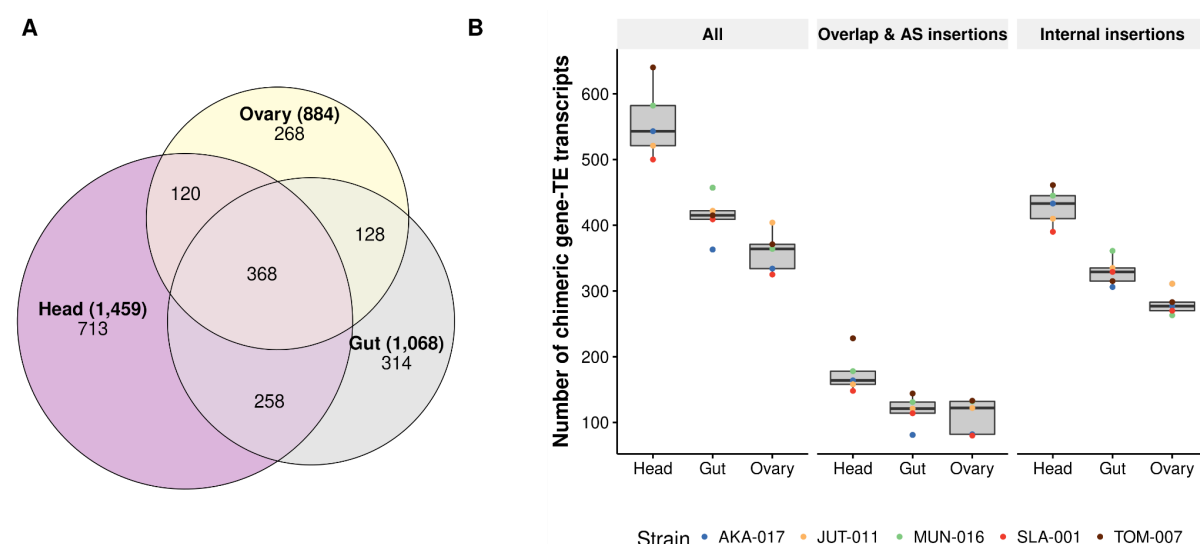 A
Ovary (884)
268
120
128
368
Head (1,459)
713
Gut (1,068)
314
258
B
All
Overlap & AS insertions
Internal insertions
Number of chimeric gene-TE transcripts
600
500
400
300
200
100
Head Gut Ovary
Head Gut Ovary
Head Gut Ovary
Strain AKA-017 JUT-011 MUN-016 SLA-001 TOM-007